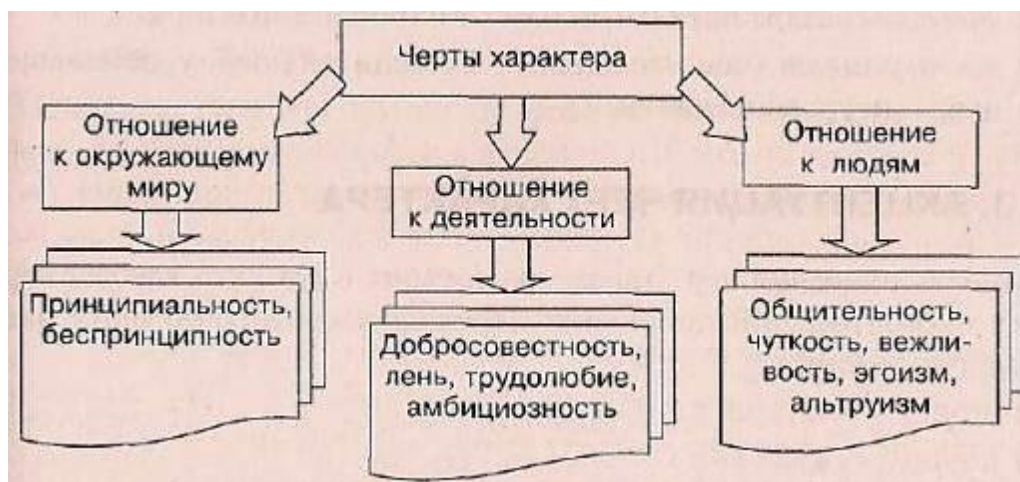 Черты характера
Отношение
к окружающему
миру
Отношение
к деятельности
Отношение
к людям
Принципиальность,
беспринципность
Добросовестность,
лень, трудолюбие,
амбициозность
Общительность,
чуткость, вежли-
вость, эгоизм,
альтруизм